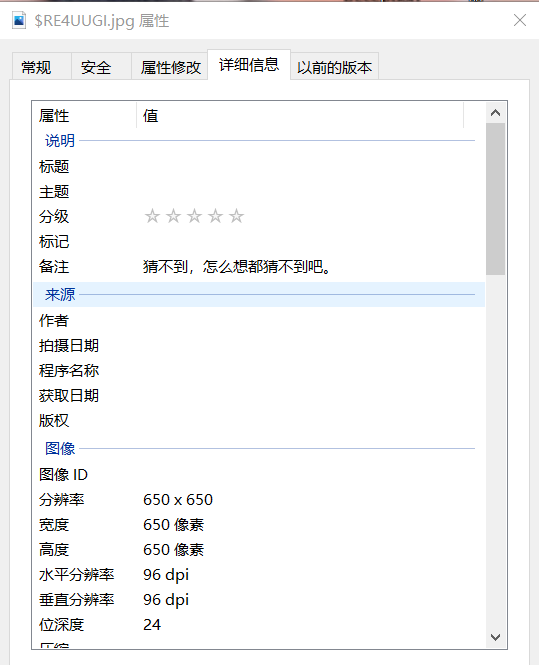 $RE4UUGI.jpg 属性
常规 安全 属性修改 详细信息 以前的版本
属性 值
说明
标题
主题
分级 ☆☆☆☆☆
标记
备注 猜不到，怎么想都猜不到吧。
来源
作者
拍摄日期
程序名称
获取日期
版权
图像
图像 ID
分辨率 650 x 650
宽度 650 像素
高度 650 像素
水平分辨率 96 dpi
垂直分辨率 96 dpi
位深度 24